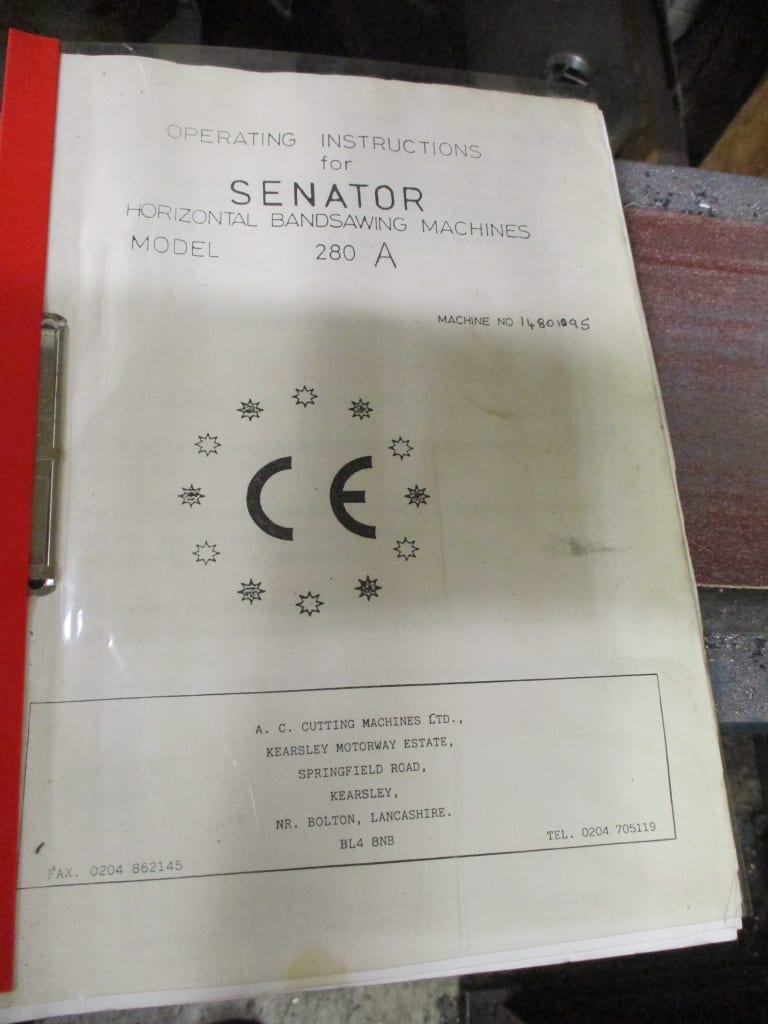 OPERATING INSTRUCTIONS
for
SENATOR
HORIZONTAL BANDSAWING MACHINES
MODEL 280 A
MACHINE NO
CE
A. C. CUTTING MACHINES LTD.,
KEARSLEY MOTORWAY ESTATE,
SPRINGFIELD ROAD,
KEARSLEY,
NR. BOLTON, LANCASHIRE.
BL4 8NB
TEL. 0204 705119
FAX. 0204 862145